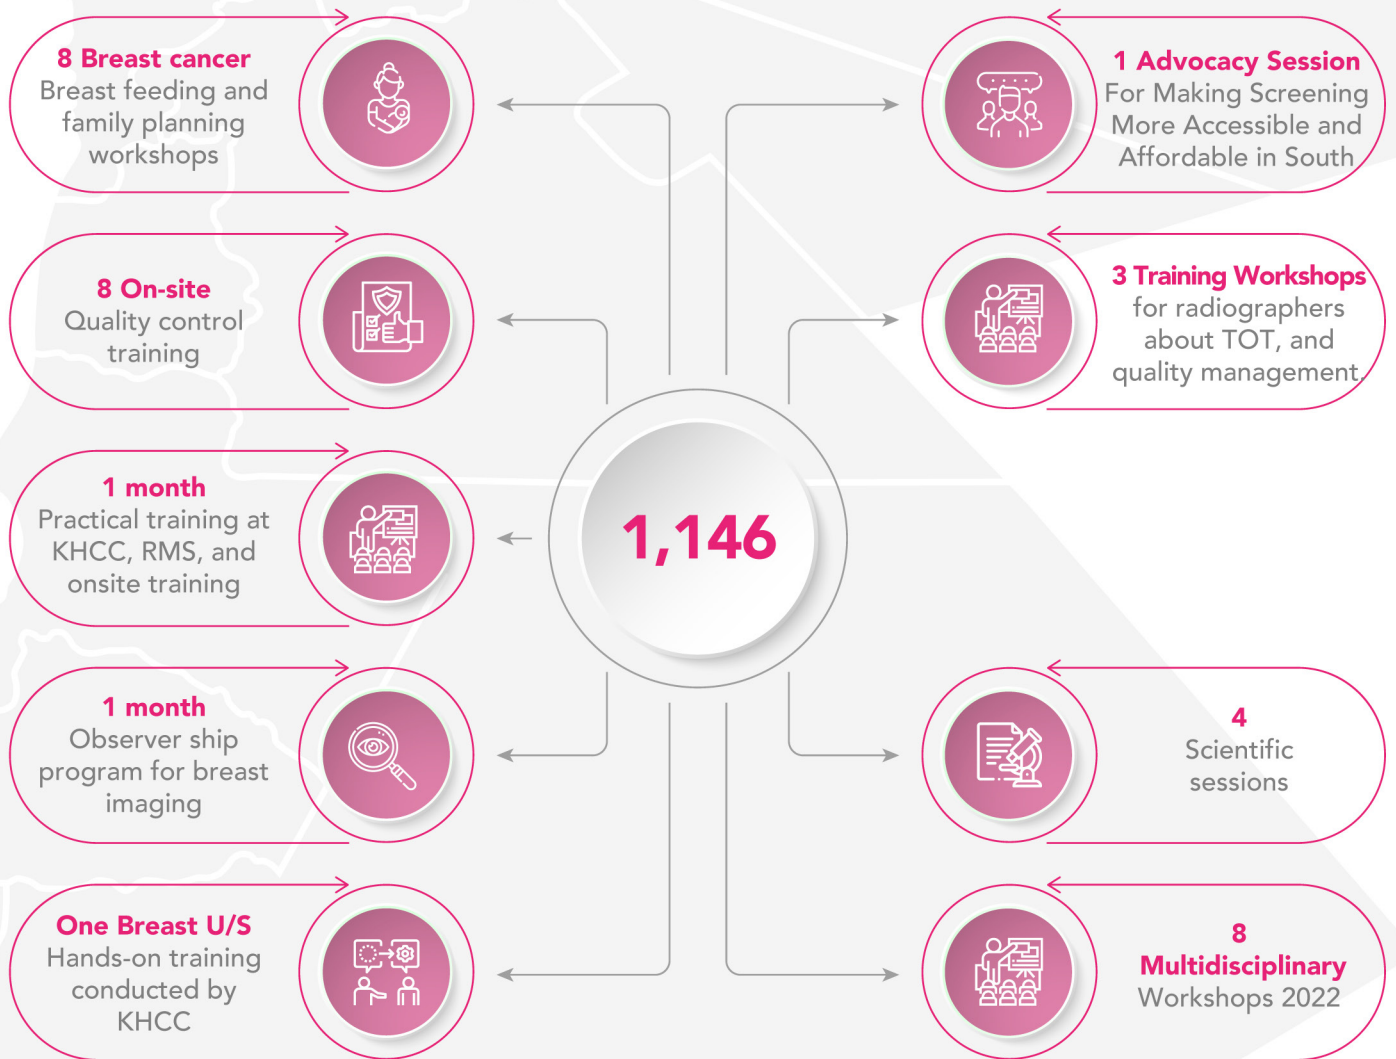 8 Breast cancer
Breast feeding and
family planning
workshops
8 On-site
Quality control
training
1 month
Practical training at
KHCC, RMS, and
onsite training
1 month
Observer ship
program for breast
imaging
One Breast U/S
Hands-on training
conducted by
KHCC
1,146
1 Advocacy Session
For Making Screening
More Accessible and
Affordable in South
3 Training Workshops
for radiographers
about TOT, and
quality management.
4
Scientific
sessions
8
Multidisciplinary
Workshops 2022